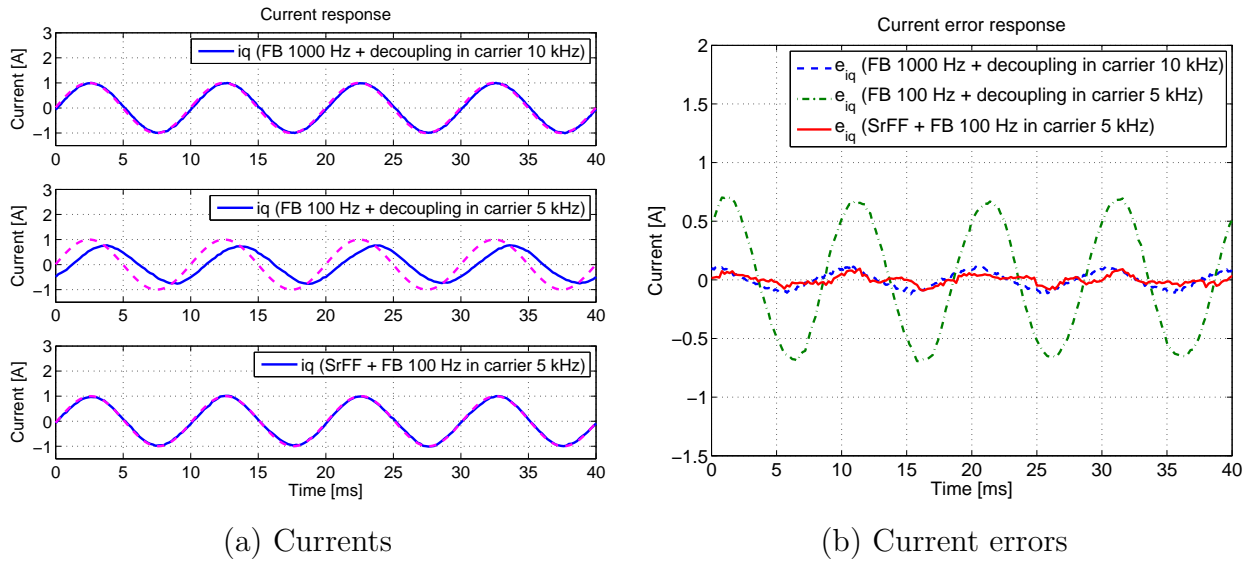 Current response
3
2
1
0
−1
Current [A]
iq (FB 1000 Hz + decoupling in carrier 10 kHz)
0 5 10 15 20 25 30 35 40
3
2
1
0
−1
Current [A]
iq (FB 100 Hz + decoupling in carrier 5 kHz)
0 5 10 15 20 25 30 35 40
3
2
1
0
−1
Current [A]
iq (SrFF + FB 100 Hz in carrier 5 kHz)
0 5 10 15 20 25 30 35 40
Time [ms]
(a) Currents
Current error response
2
1.5
1
0.5
0
−0.5
−1
−1.5
Current [A]
e_iq (FB 1000 Hz + decoupling in carrier 10 kHz)
e_iq (FB 100 Hz + decoupling in carrier 5 kHz)
e_iq (SrFF + FB 100 Hz in carrier 5 kHz)
0 5 10 15 20 25 30 35 40
Time [ms]
(b) Current errors